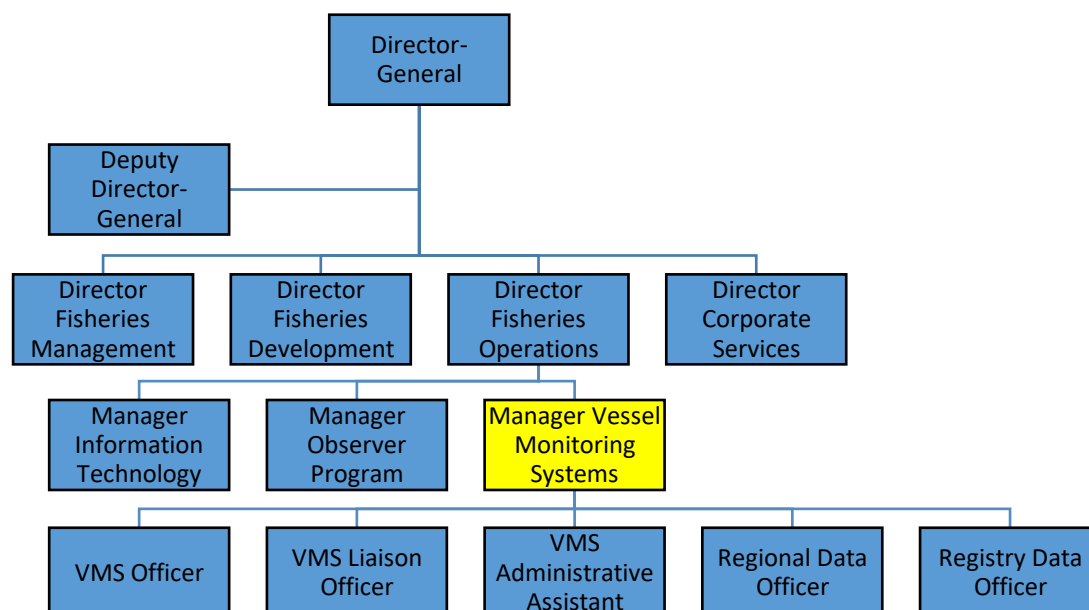 Director-
General
Deputy
Director-
General
Director
Fisheries
Management
Director
Fisheries
Development
Director
Fisheries
Operations
Director
Corporate
Services
Manager
Information
Technology
Manager
Observer
Program
Manager Vessel
Monitoring
Systems
VMS Officer
VMS Liaison
Officer
VMS
Administrative
Assistant
Regional Data
Officer
Registry Data
Officer